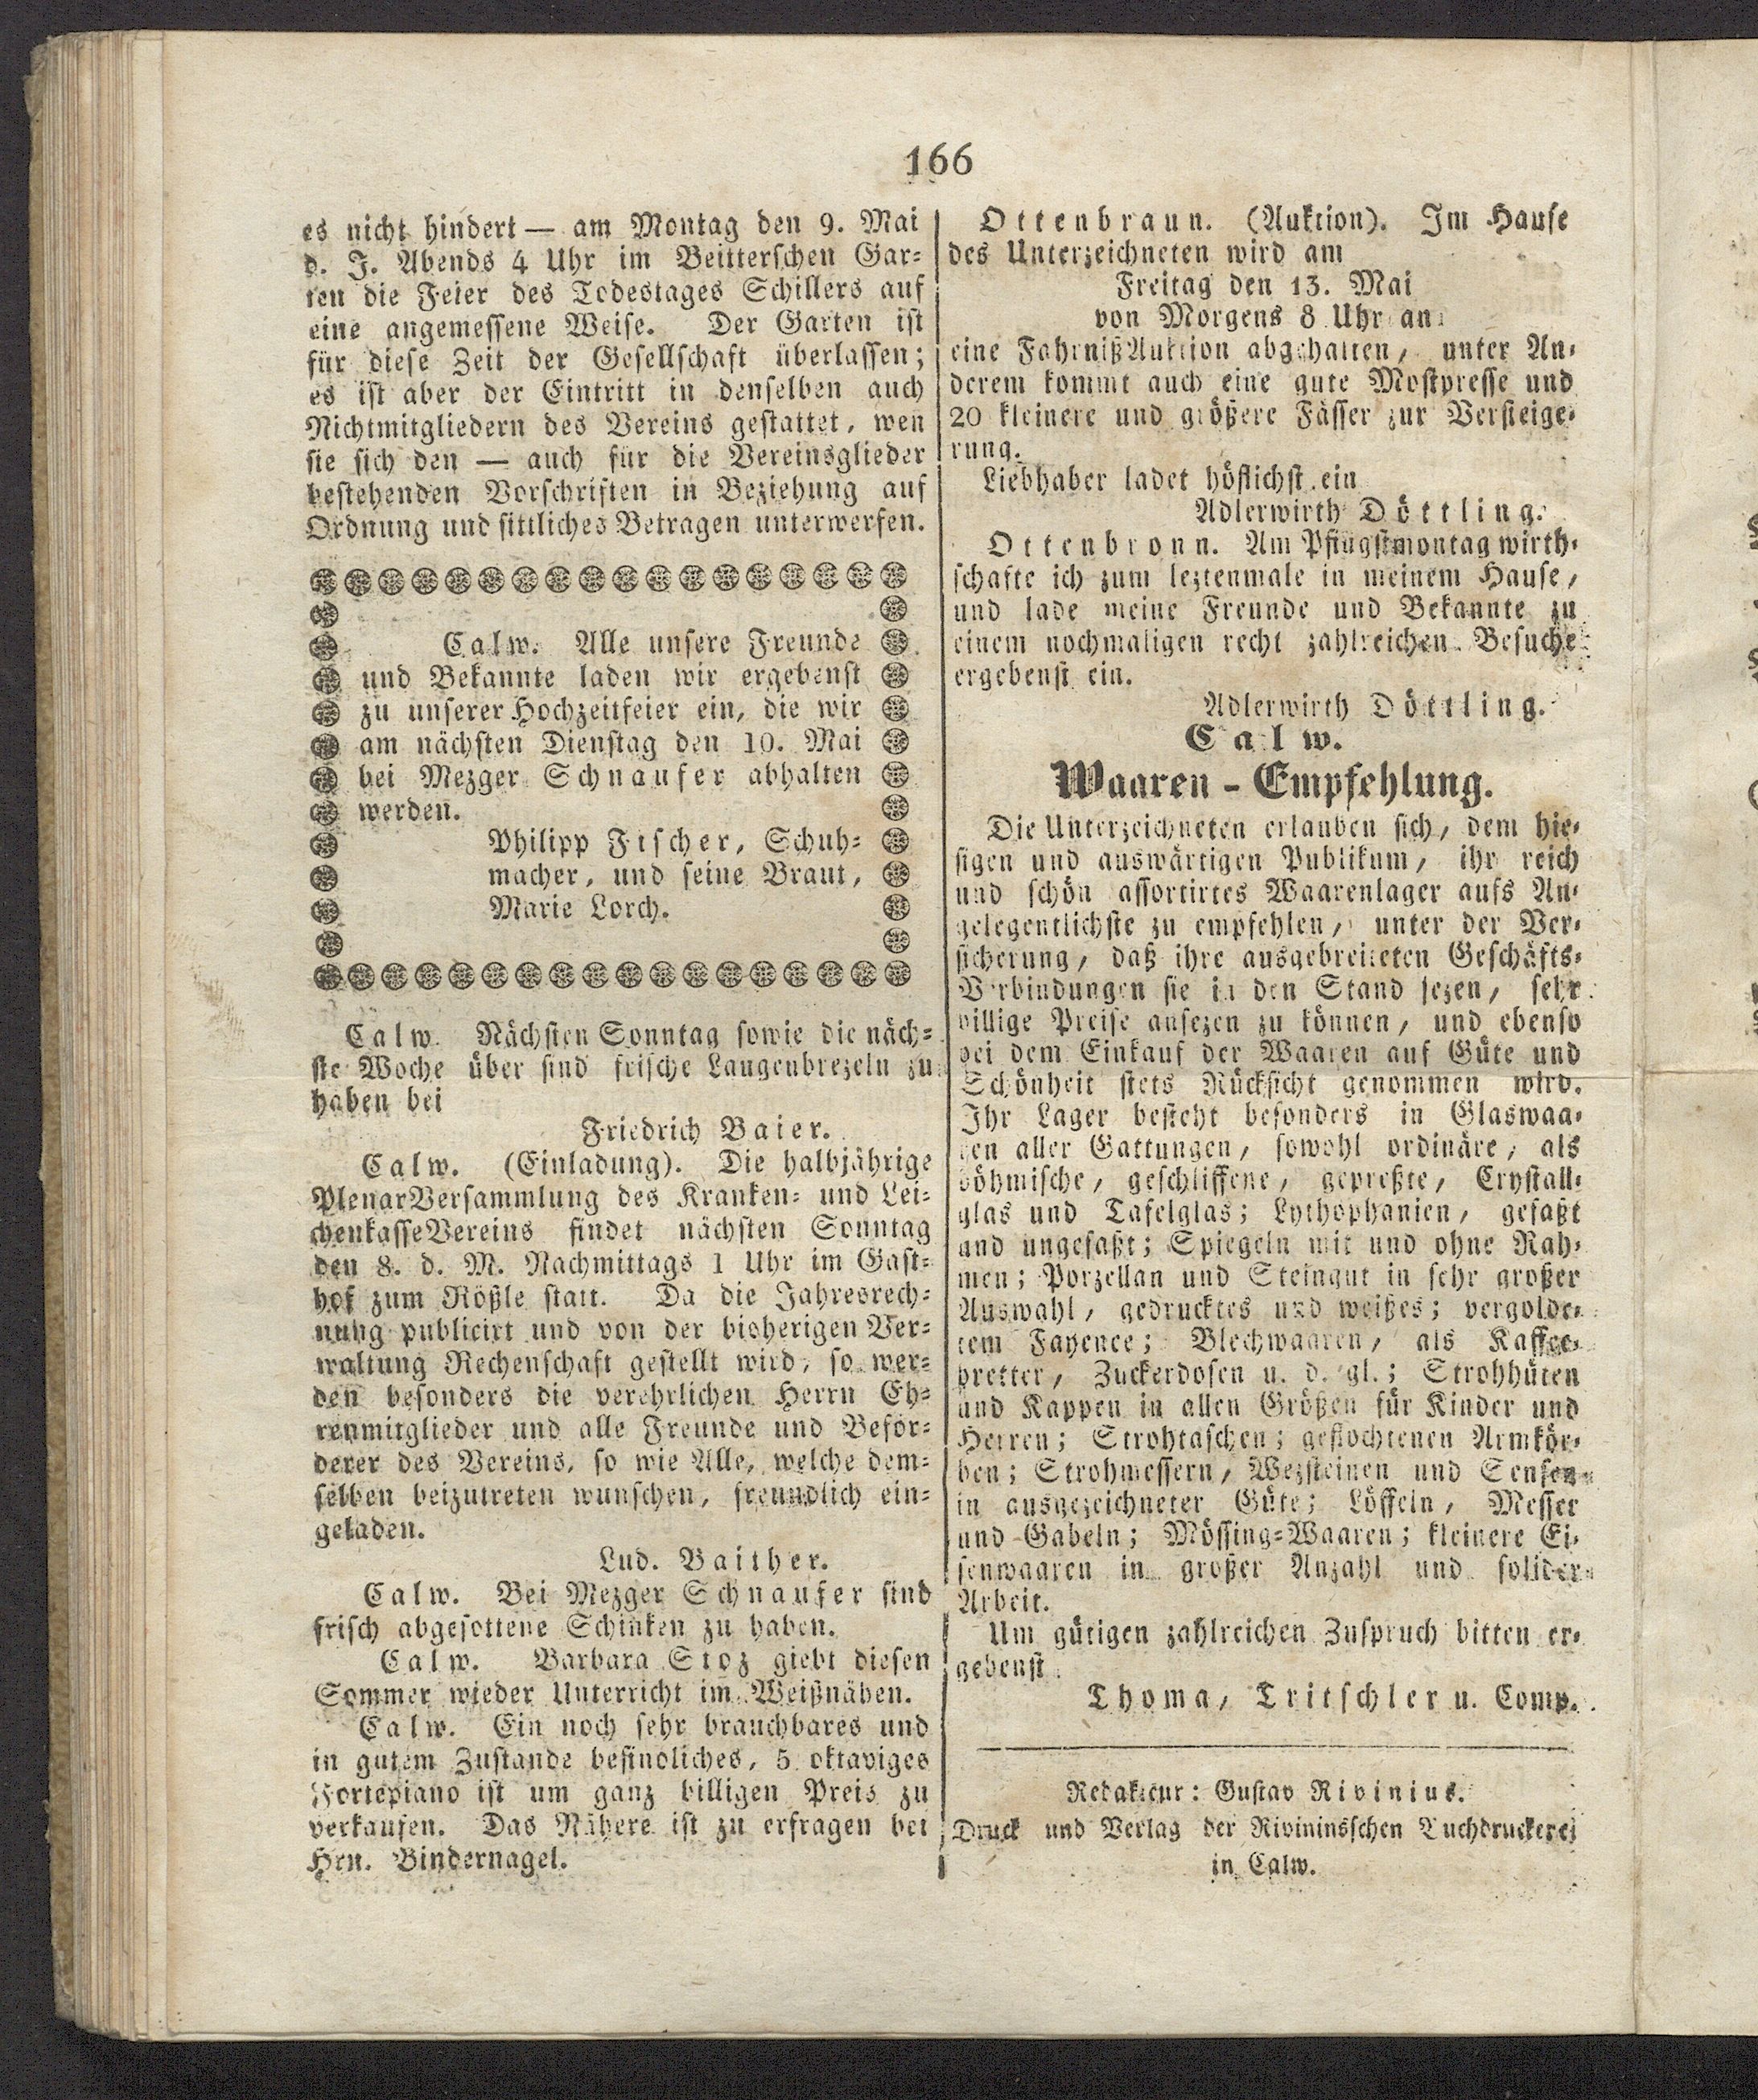 166
es nicht hindert — am Montag den 9. Mai
d. J. Abends 4 Uhr im Beitterschen Gar=
ten die Feier des Todestages Schillers auf
eine angemessene Weise. Der Garten ist
für diese Zeit der Gesellschaft überlassen;
es ist aber der Eintritt in denselben auch
Nichtmitgliedern des Vereins gestattet, wen
sie sich den — auch für die Vereinsglieder
bestehenden Vorschriften in Beziehung auf
Ordnung und sittliches Betragen unterwerfen.
Calw. Alle unsere Freunde
und Bekannte laden wir ergebenst
zu unserer Hochzeitfeier ein, die wir
am nächsten Dienstag den 10. Mai
bei Mezger Schnaufer abhalten
werden.
Philipp Fischer, Schuh=
macher, und seine Braut,
Marie Lorch.
Calw. Nächsten Sonntag sowie die näch=
ste Woche über sind frische Laugenbrezeln zu
haben bei
Friedrich Baier.
Calw. (Einladung). Die halbjährige
PlenarVersammlung des Kranken= und Lei=
chenkasseVereins findet nächsten Sonntag
den 8. d. M. Nachmittags 1 Uhr im Gast=
hof zum Rößle statt. Da die Jahresrech=
nung publicirt und von der bisherigen Ver=
waltung Rechenschaft gestellt wird, so wer=
den besonders die verehrlichen Herrn Eh=
renmitglieder und alle Freunde und Beför=
derer des Vereins, so wie Alle, welche dem=
selben beizutreten wünschen, freundlich ein=
geladen.
Lud. Baither.
Calw. Bei Mezger Schnaufer sind
frisch abgesottene Schinken zu haben.
Calw. Barbara Stoz giebt diesen
Sommer wieder Unterricht im Weißnähen.
Calw. Ein noch sehr brauchbares und
in gutem Zustande befindliches, 5 oktaviges
Fortepiano ist um ganz billigen Preis zu
verkaufen. Das Nähere ist zu erfragen bei
Hrn. Bindernagel.
Ottenbraun. (Auktion). Im Hause
des Unterzeichneten wird am
Freitag den 13. Mai
von Morgens 8 Uhr an
eine FahrnißAuktion abgehalten, unter An=
derem kommt auch eine gute Mostpresse und
20 kleinere und größere Fässer zur Versteige=
rung.
Liebhaber ladet höflichst ein
Adlerwirth Döttling.
Ottenbronn. Am Pfingstmontag wirth=
schafte ich zum leztenmale in meinem Hause,
und lade meine Freunde und Bekannte zu
einem nochmaligen recht zahlreichen Besuche
ergebenst ein.
Adlerwirth Döttling.
Calw.
Waaren - Empfehlung.
Die Unterzeichneten erlauben sich, dem hie=
sigen und auswärtigen Publikum, ihr reich
und schön assortirtes Waarenlager aufs An=
gelegentlichste zu empfehlen, unter der Ver=
sicherung, daß ihre ausgebreiteten Geschäfts=
Verbindungen sie in den Stand sezen, sehr
billige Preise ansezen zu können, und ebenso
bei dem Einkauf der Waaren auf Güte und
Schönheit stets Rücksicht genommen wird.
Ihr Lager besteht besonders in Glaswaa=
ren aller Gattungen, sowohl ordinäre, als
böhmische, geschliffene, gepreßte, Crystall=
glas und Tafelglas; Lythophanien, gefaßt
und ungefaßt; Spiegeln mit und ohne Rah=
men; Porzellan und Steingut in sehr großer
Auswahl, gedrucktes und weißes; vergolde=
tem Fayence; Blechwaaren, als Kaffee=
bretter, Zuckerdosen u. d. gl.; Strohhüten
und Kappen in allen Größen für Kinder und
Herren; Strohtaschen; geflochtenen Armkör=
ben; Strohmessern, Wezsteinen und Sensen
in ausgezeichneter Güte; Löffeln, Messer
und Gabeln; Mössing=Waaren; kleinere Ei=
senwaaren in großer Anzahl und solider
Arbeit.
Um gütigen zahlreichen Zuspruch bitten er=
gebenst
Thoma, Tritschler u. Comp.
Redakteur: Gustav Rivinius.
Druck und Verlag der Rivininsschen Buchdruckerei
in Calw.